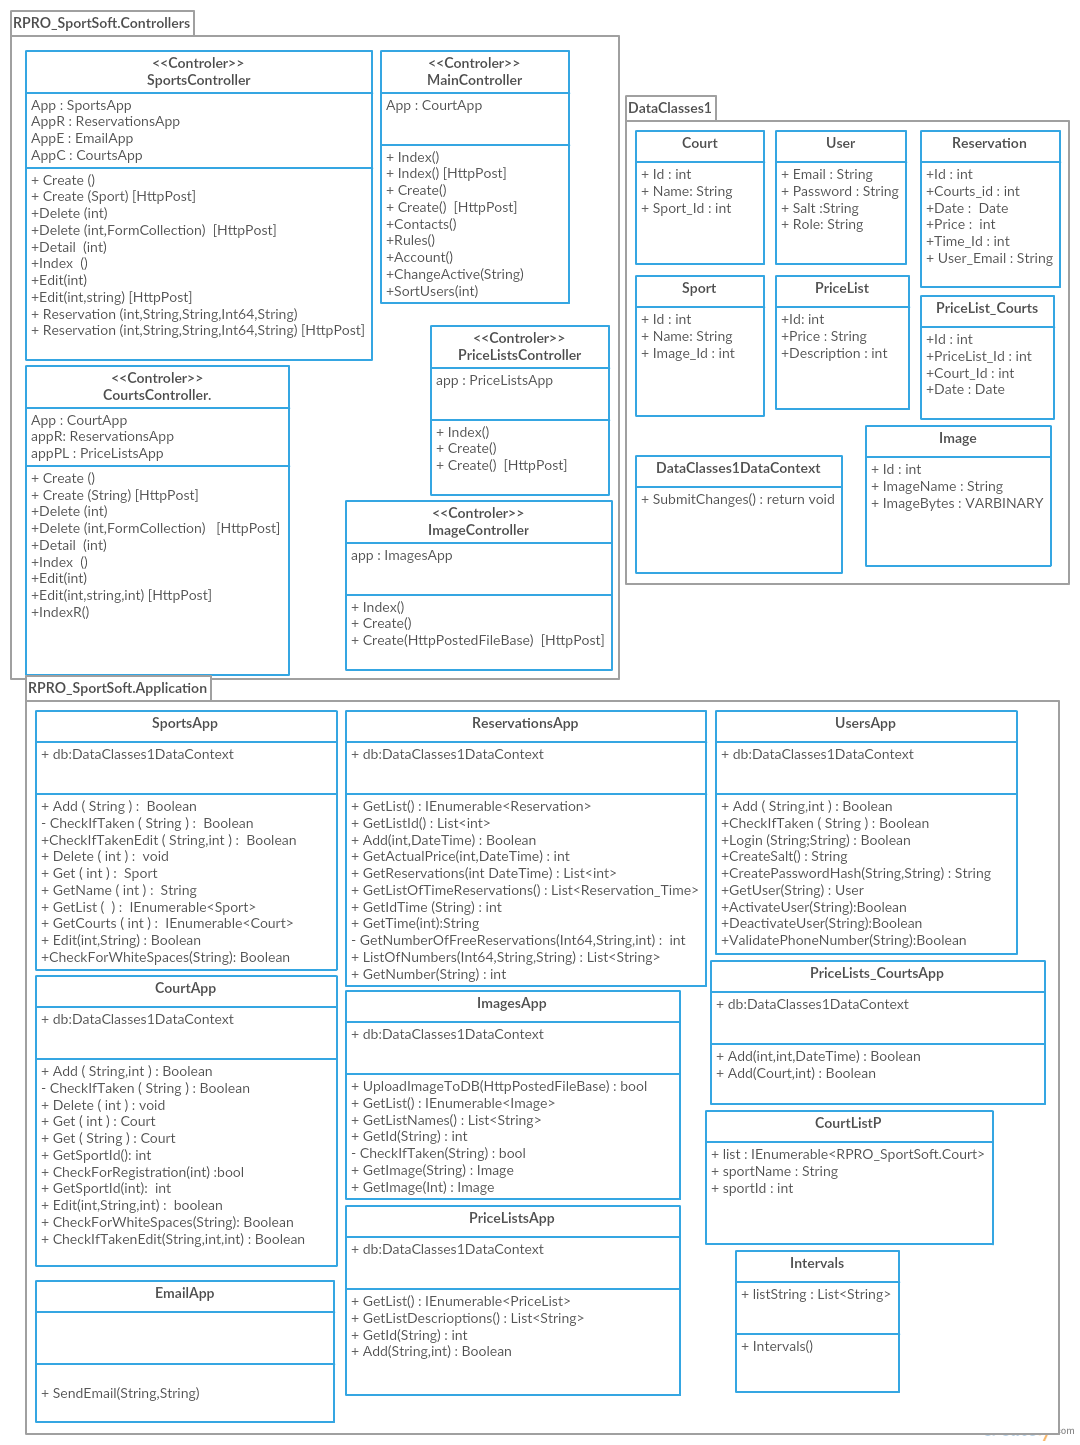 RPRO_SportSoft.Controllers
<<Controler>>
SportsController
App : SportsApp
AppR : ReservationsApp
AppE : EmailApp
AppC : CourtsApp
+ Create ()
+ Create (Sport) [HttpPost]
+Delete (int)
+Delete (int,FormCollection)  [HttpPost]
+Detail  (int)
+Index  ()
+Edit(int)
+Edit(int,string) [HttpPost]
+ Reservation (int,String,String,Int64,String)
+ Reservation (int,String,String,Int64,String) [HttpPost]
<<Controler>>
MainController
App : CourtApp
+ Index()
+ Index() [HttpPost]
+ Create()
+ Create()  [HttpPost]
+Contacts()
+Rules()
+Account()
+ChangeActive(String)
+SortUsers(int)
<<Controler>>
PriceListsController
app : PriceListsApp
+ Index()
+ Create()
+ Create()  [HttpPost]
<<Controler>>
CourtsController.
App : CourtApp
appR: ReservationsApp
appPL : PriceListsApp
+ Create ()
+ Create (String) [HttpPost]
+Delete (int)
+Delete (int,FormCollection)   [HttpPost]
+Detail  (int)
+Index  ()
+Edit(int)
+Edit(int,string,int) [HttpPost]
+IndexR()
<<Controler>>
ImageController
app : ImagesApp
+ Index()
+ Create()
+ Create(HttpPostedFileBase)  [HttpPost]
DataClasses1
Court
+ Id : int
+ Name: String
+ Sport_Id : int
User
+ Email : String
+ Password : String
+ Salt :String
+ Role: String
Reservation
+Id : int
+Courts_id : int
+Date :  Date
+Price :  int
+Time_Id : int
+ User_Email : String
Sport
+ Id : int
+ Name: String
+ Image_Id : int
PriceList
+Id: int
+Price : String
+Description : int
PriceList_Courts
+Id : int
+PriceList_Id : int
+Court_Id : int
+Date : Date
DataClasses1DataContext
+ SubmitChanges() : return void
Image
+ Id : int
+ ImageName : String
+ ImageBytes : VARBINARY
RPRO_SportSoft.Application
SportsApp
+ db:DataClasses1DataContext
+ Add ( String ) :  Boolean
- CheckIfTaken ( String ) :  Boolean
+CheckIfTakenEdit ( String,int ) :  Boolean
+ Delete ( int ) :  void
+ Get ( int ) :  Sport
+ GetName ( int ) :  String
+ GetList (  ) :  IEnumerable<Sport>
+ GetCourts ( int ) :  IEnumerable<Court>
+ Edit(int,String) : Boolean
+CheckForWhiteSpaces(String): Boolean
ReservationsApp
+ db:DataClasses1DataContext
+ GetList() : IEnumerable<Reservation>
+ GetListId() : List<int>
+ Add(int,DateTime) : Boolean
+ GetActualPrice(int,DateTime) : int
+ GetReservations(int DateTime) : List<int>
+ GetListOfTimeReservations() : List<Reservation_Time>
+ GetIdTime (String) : int
+ GetTime(int):String
- GetNumberOfFreeReservations(Int64,String,int) :  int
+ ListOfNumbers(Int64,String,String) : List<String>
+ GetNumber(String) : int
UsersApp
+ db:DataClasses1DataContext
+ Add ( String,int ) : Boolean
+CheckIfTaken ( String ) : Boolean
+Login (String;String) : Boolean
+CreateSalt() : String
+CreatePasswordHash(String,String) : String
+GetUser(String) : User
+ActivateUser(String):Boolean
+DeactivateUser(String):Boolean
+ValidatePhoneNumber(String):Boolean
CourtApp
+ db:DataClasses1DataContext
+ Add ( String,int ) : Boolean
- CheckIfTaken ( String ) : Boolean
+ Delete ( int ) : void
+ Get ( int ) : Court
+ Get ( String ) : Court
+ GetSportId(): int
+ CheckForRegistration(int) :bool
+ GetSportId(int):  int
+ Edit(int,String,int) :  boolean
+ CheckForWhiteSpaces(String): Boolean
+ CheckIfTakenEdit(String,int,int) : Boolean
ImagesApp
+ db:DataClasses1DataContext
+ UploadImageToDB(HttpPostedFileBase) : bool
+ GetList() : IEnumerable<Image>
+ GetListNames() : List<String>
+ GetId(String) : int
- CheckIfTaken(String) : bool
+ GetImage(String) : Image
+ GetImage(Int) : Image
PriceLists_CourtsApp
+ db:DataClasses1DataContext
+ Add(int,int,DateTime) : Boolean
+ Add(Court,int) : Boolean
CourtListP
+ list : IEnumerable<RPRO_SportSoft.Court>
+ sportName : String
+ sportId : int
PriceListsApp
+ db:DataClasses1DataContext
+ GetList() : IEnumerable<PriceList>
+ GetListDescrioptions() : List<String>
+ GetId(String) : int
+ Add(String,int) : Boolean
Intervals
+ listString : List<String>
+ Intervals()
EmailApp
+ SendEmail(String,String)